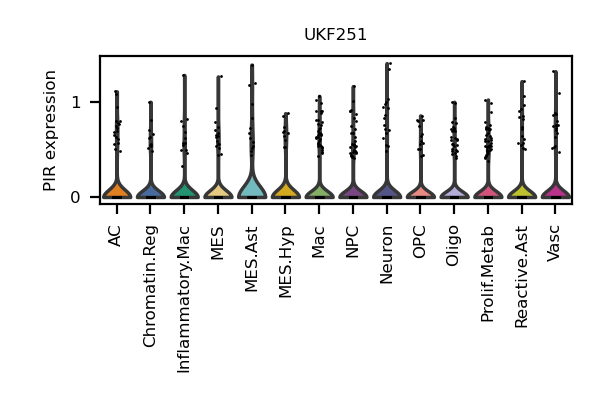 UKF251
PIR expression
1
0
AC
Chromatin.Reg
Inflammatory.Mac
MES
MES.Ast
MES.Hyp
Mac
NPC
Neuron
OPC
Oligo
Prolif.Metab
Reactive.Ast
Vasc